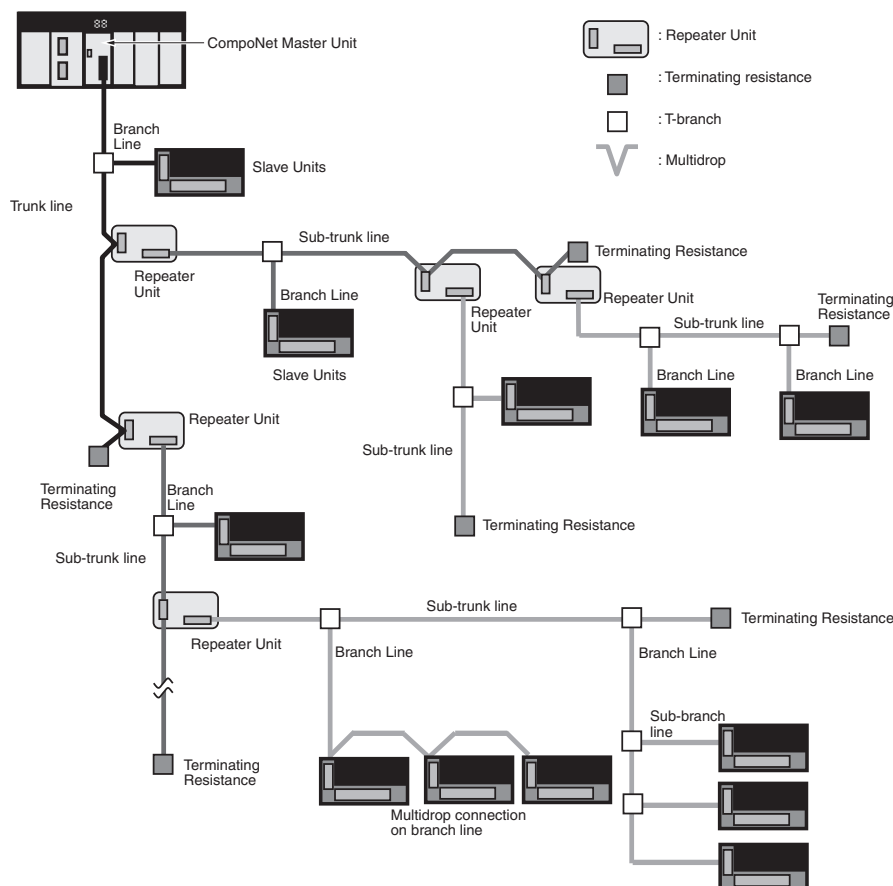 88
CompoNet Master Unit
: Repeater Unit
: Terminating resistance
: T-branch
: Multidrop
Branch
Line
Slave Units
Trunk line
Sub-trunk line
Terminating Resistance
Repeater
Unit
Branch Line
Slave Units
Repeater
Unit
Repeater Unit
Terminating
Resistance
Sub-trunk line
Branch Line
Branch Line
Repeater Unit
Sub-trunk line
Terminating
Resistance
Branch
Line
Terminating Resistance
Sub-trunk line
Sub-trunk line
Terminating Resistance
Repeater Unit
Branch Line
Branch Line
Sub-branch
line
Terminating
Resistance
Multidrop connection
on branch line